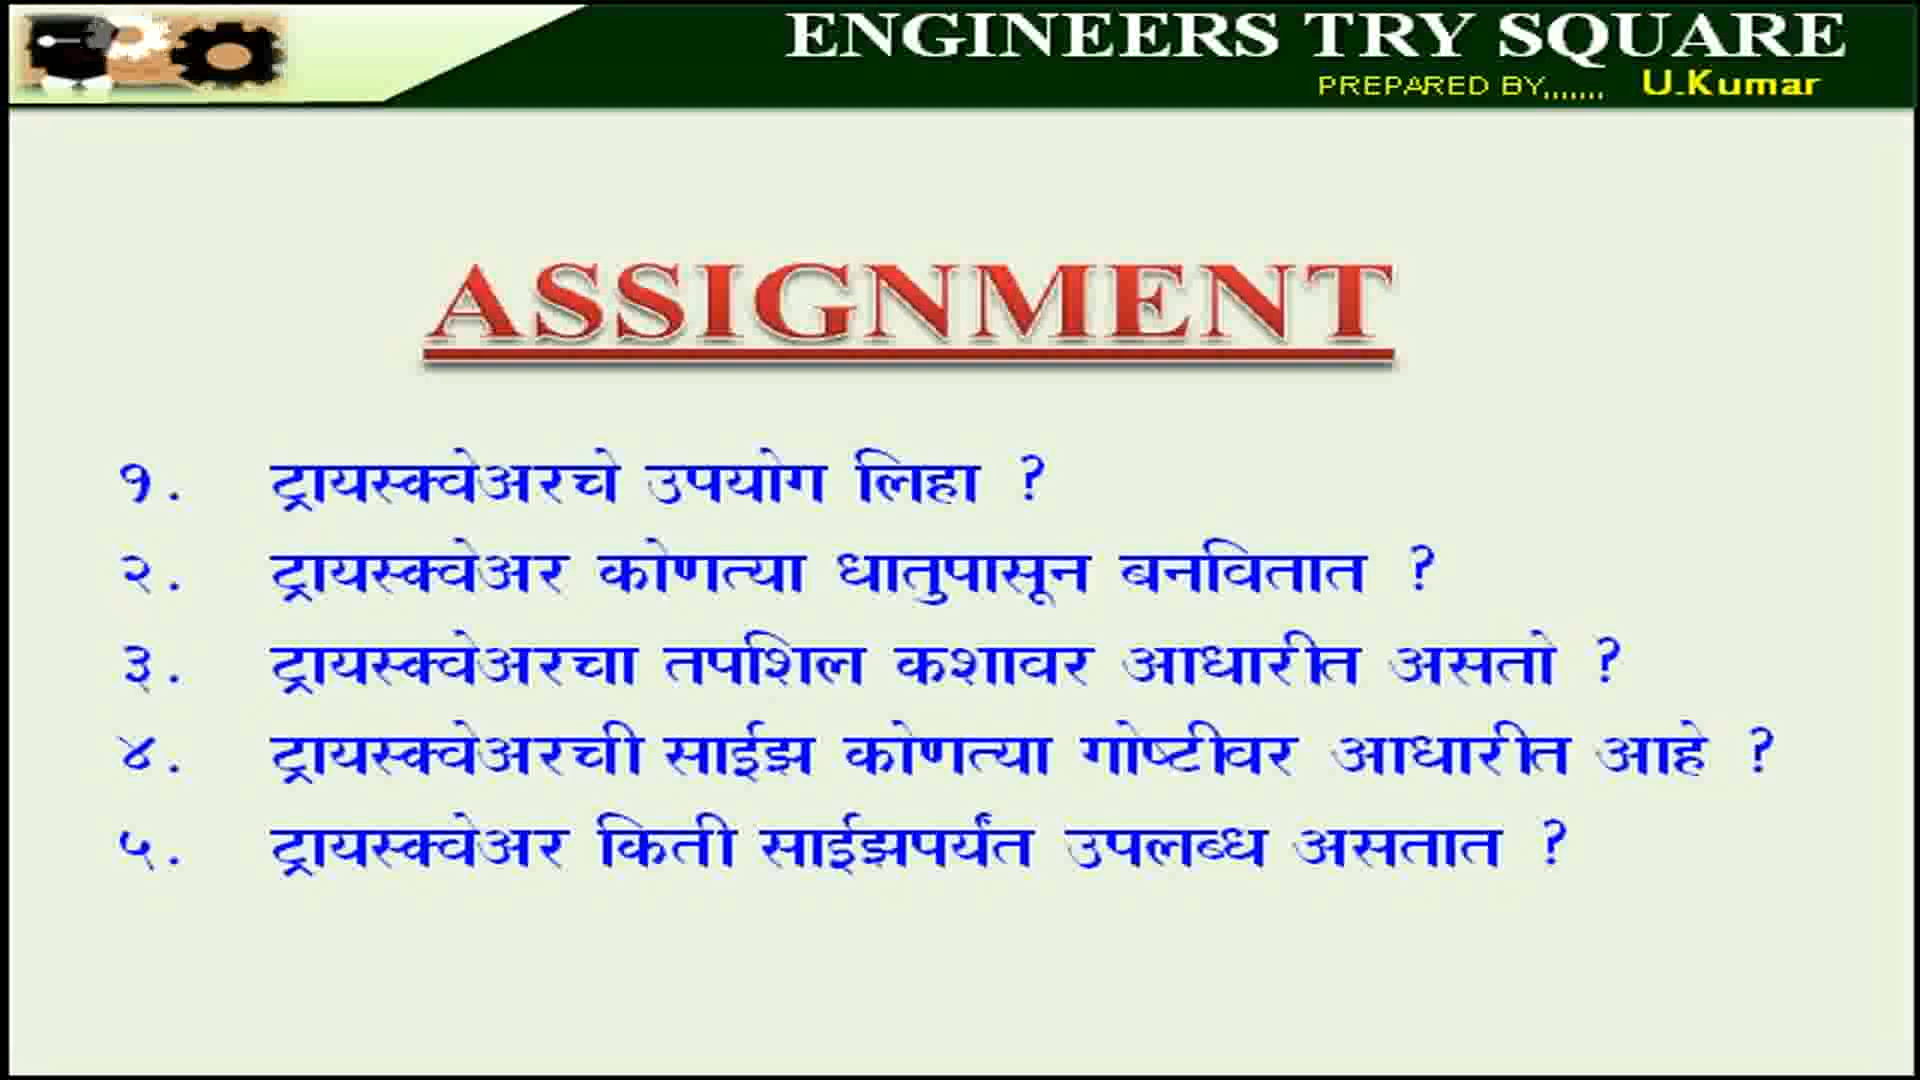 ENGINEERS TRY SQUARE
PREPARED BY....... U.Kumar
ASSIGNMENT
१. ट्रायस्क्वेअरचे उपयोग लिहा ?
२. ट्रायस्क्वेअर कोणत्या धातुपासून बनवितात ?
३. ट्रायस्क्वेअरचा तपशिल कशावर आधारीत असतो ?
४. ट्रायस्क्वेअरची साईझ कोणत्या गोष्टीवर आधारीत आहे ?
५. ट्रायस्क्वेअर किती साईझपर्यंत उपलब्ध असतात ?